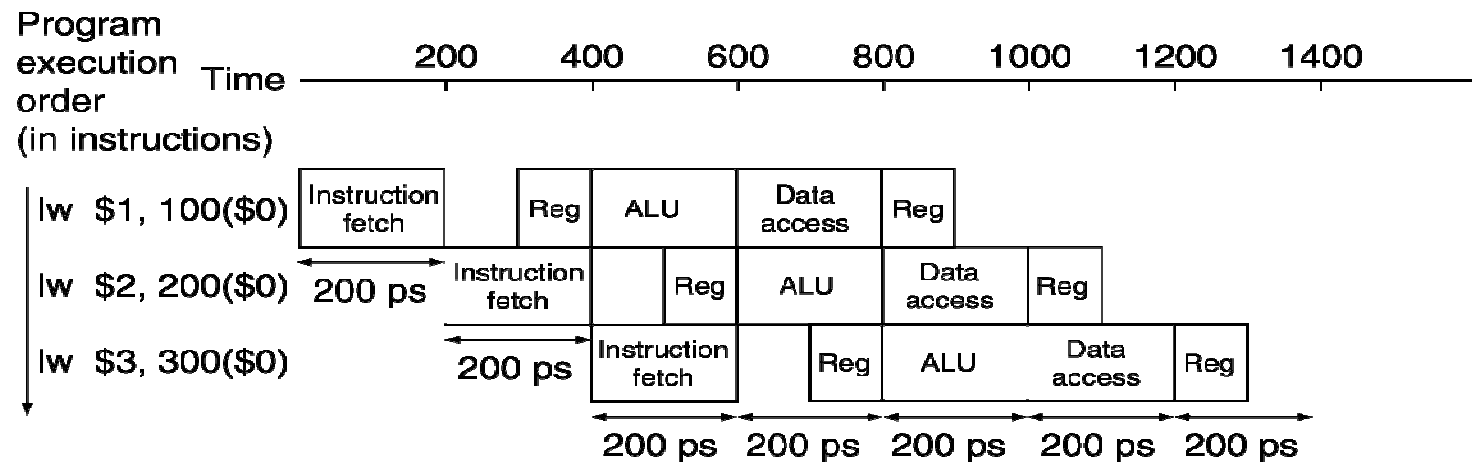 Program
execution
order
(in instructions)
Time
200 400 600 800 1000 1200 1400
lw $1, 100($0)
Instruction
fetch
Reg
ALU
Data
access
Reg
200 ps
lw $2, 200($0)
Instruction
fetch
Reg
ALU
Data
access
Reg
200 ps
lw $3, 300($0)
Instruction
fetch
Reg
ALU
Data
access
Reg
200 ps 200 ps 200 ps 200 ps 200 ps